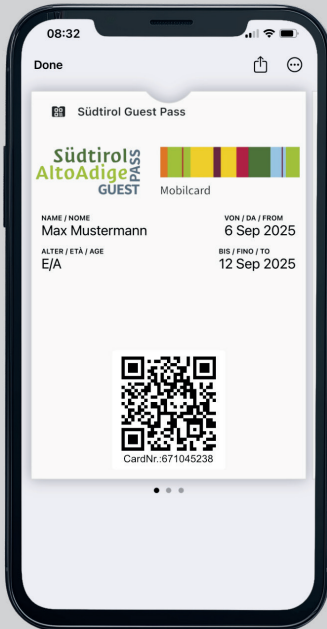 08:32
Done
Südtirol Guest Pass
Südtirol
AltoAdige
GUEST PASS
Mobilcard
NAME / NOME
Max Mustermann
VON / DA / FROM
6 Sep 2025
ALTER / ETÀ / AGE
E/A
BIS / FINO / TO
12 Sep 2025
CardNr.:671045238